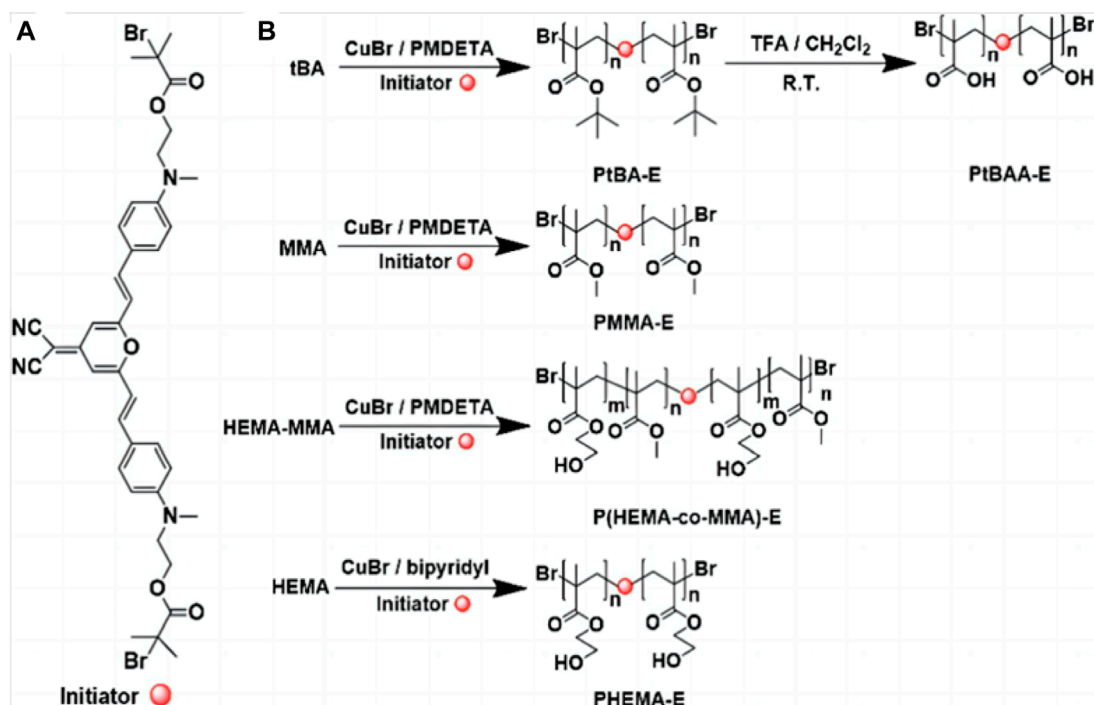 A
Br
O
O
N
NC
NC
O
N
O
O
Br
Initiator
B
tBA
CuBr / PMDETA
Initiator
Br
n
n
Br
O
O
O
O
PtBA-E
TFA / CH2Cl2
R.T.
Br
n
n
Br
O
OH
O
OH
PtBAA-E
MMA
CuBr / PMDETA
Initiator
Br
n
n
Br
O
O
O
O
PMMA-E
HEMA-MMA
CuBr / PMDETA
Initiator
Br
m
n
m
n
Br
O
O
O
O
O
O
O
O
HO
HO
P(HEMA-co-MMA)-E
HEMA
CuBr / bipyridyl
Initiator
Br
n
n
Br
O
O
O
O
HO
HO
PHEMA-E